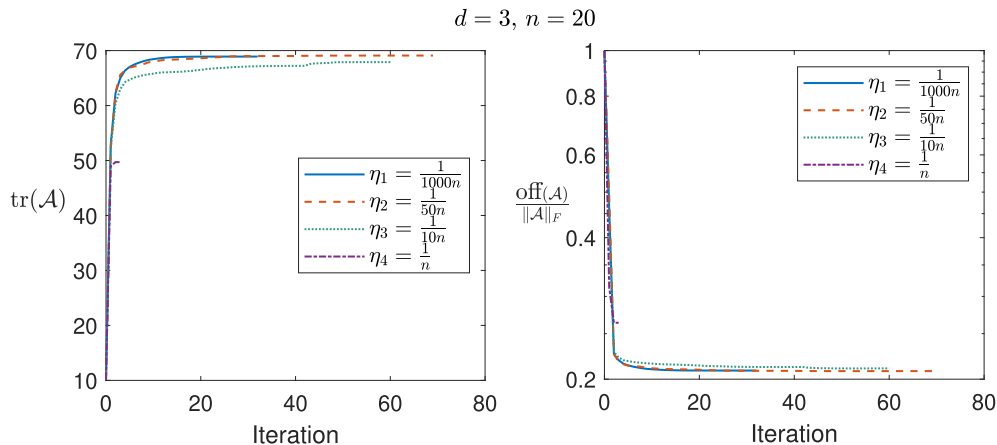 d = 3, n = 20
70
60
50
40
30
20
10
0 20 40 60 80
tr(𝒜)
Iteration
η₁ = 1/1000n
η₂ = 1/50n
η₃ = 1/10n
η₄ = 1/n
1
0.8
0.6
0.4
0.2
0 20 40 60 80
off(𝒜)/‖𝒜‖_F
Iteration
η₁ = 1/1000n
η₂ = 1/50n
η₃ = 1/10n
η₄ = 1/n